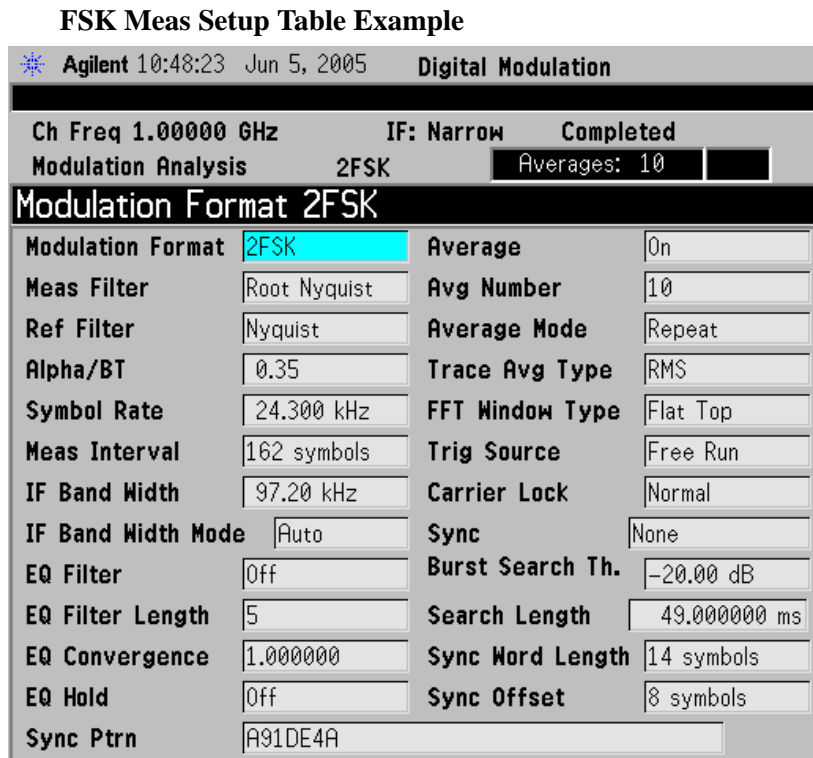 FSK Meas Setup Table Example
Agilent 10:48:23 Jun 5, 2005 Digital Modulation
Ch Freq 1.00000 GHz IF: Narrow Completed
Modulation Analysis 2FSK Averages: 10
Modulation Format 2FSK
Modulation Format 2FSK Average On
Meas Filter Root Nyquist Avg Number 10
Ref Filter Nyquist Average Mode Repeat
Alpha/BT 0.35 Trace Avg Type RMS
Symbol Rate 24.300 kHz FFT Window Type Flat Top
Meas Interval 162 symbols Trig Source Free Run
IF Band Width 97.20 kHz Carrier Lock Normal
IF Band Width Mode Auto Sync None
EQ Filter Off Burst Search Th. -20.00 dB
EQ Filter Length 5 Search Length 49.000000 ms
EQ Convergence 1.000000 Sync Word Length 14 symbols
EQ Hold Off Sync Offset 8 symbols
Sync Ptrn A91DE4A